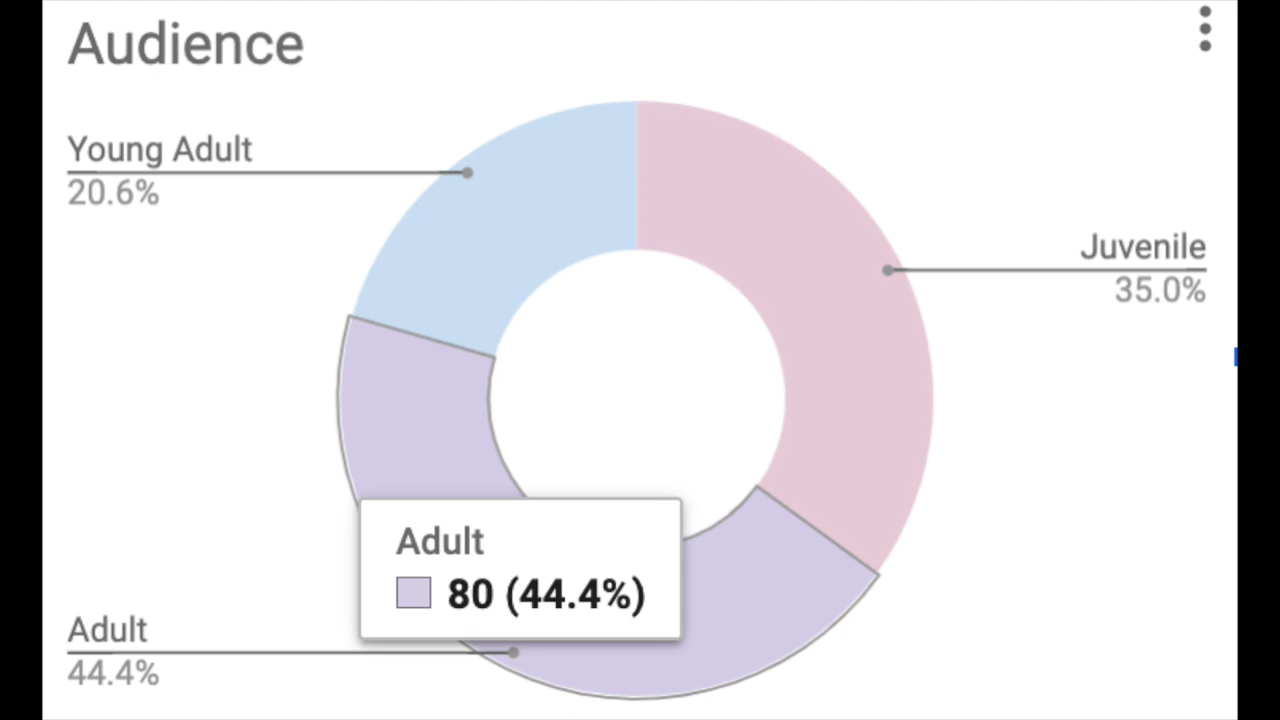 Audience
Young Adult
20.6%
Juvenile
35.0%
Adult
80 (44.4%)
Adult
44.4%